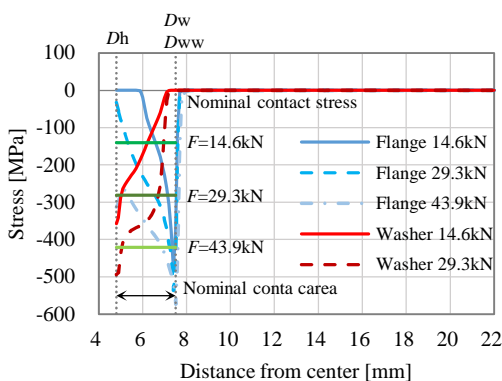 Dw
Dh Dww
100
0
-100
-200
-300
-400
-500
-600
Stress [MPa]
Nominal contact stress
F=14.6kN
F=29.3kN
F=43.9kN
Nominal conta carea
Flange 14.6kN
Flange 29.3kN
Flange 43.9kN
Washer 14.6kN
Washer 29.3kN
4 6 8 10 12 14 16 18 20 22
Distance from center [mm]